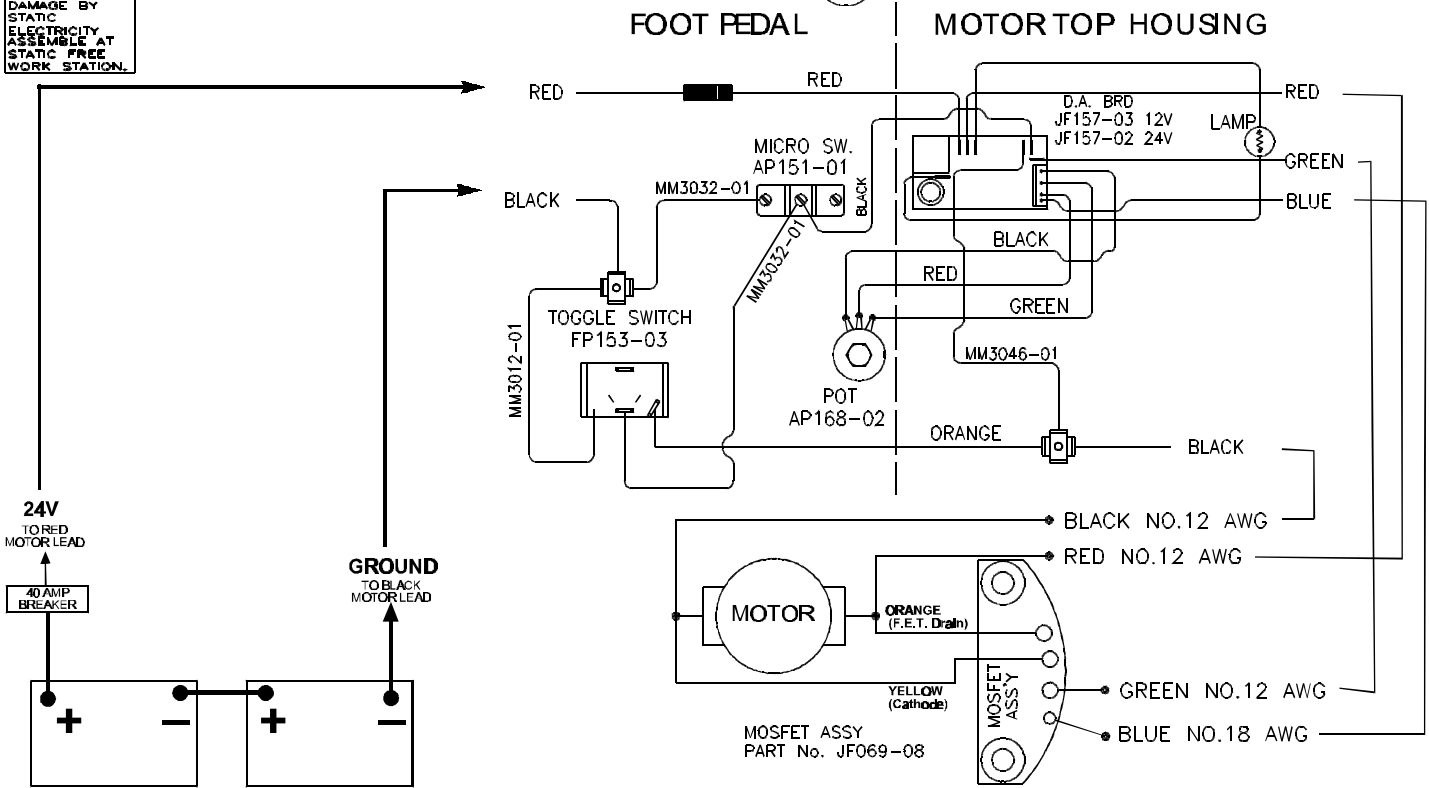 DAMAGE BY
STATIC
ELECTRICITY
ASSEMBLE AT
STATIC FREE
WORK STATION.
FOOT PEDAL
MOTOR TOP HOUSING
RED
RED
D.A. BRD
JF157-03 12V
JF157-02 24V
RED
LAMP
MICRO SW.
AP151-01
GREEN
BLACK
MM3032-01
BLACK
BLUE
MM3032-01
BLACK
RED
GREEN
TOGGLE SWITCH
FP153-03
MM3012-01
MM3046-01
POT
AP168-02
ORANGE
BLACK
24V
TO RED
MOTOR LEAD
40 AMP
BREAKER
GROUND
TO BLACK
MOTOR LEAD
BLACK NO.12 AWG
RED NO.12 AWG
MOTOR
ORANGE
(F.E.T. Drain)
YELLOW
(Cathode)
MOSFET
ASS'Y
GREEN NO.12 AWG
BLUE NO.18 AWG
MOSFET ASSY
PART No. JF069-08
+
−
+
−